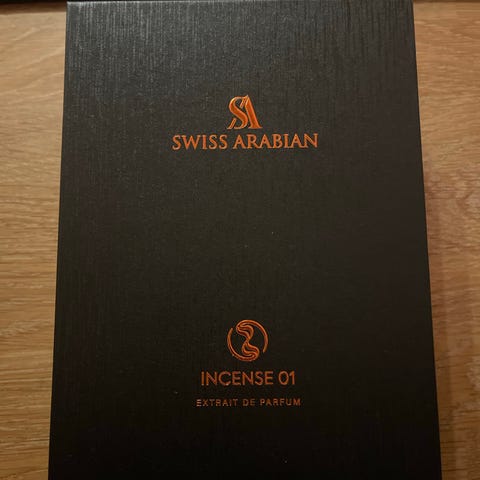 SA
SWISS ARABIAN
INCENSE 01
EXTRAIT DE PARFUM